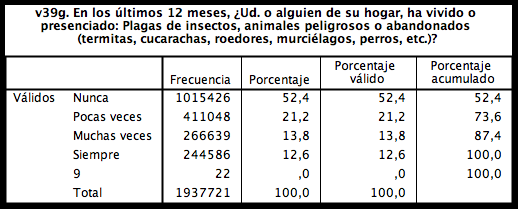 v39g. En los últimos 12 meses, ¿Ud. o alguien de su hogar, ha vivido o
presenciado: Plagas de insectos, animales peligrosos o abandonados
(termitas, cucarachas, roedores, murciélagos, perros, etc.)?
Frecuencia Porcentaje Porcentaje válido Porcentaje acumulado
Válidos Nunca 1015426 52,4 52,4 52,4
Pocas veces 411048 21,2 21,2 73,6
Muchas veces 266639 13,8 13,8 87,4
Siempre 244586 12,6 12,6 100,0
9 22 ,0 ,0 100,0
Total 1937721 100,0 100,0